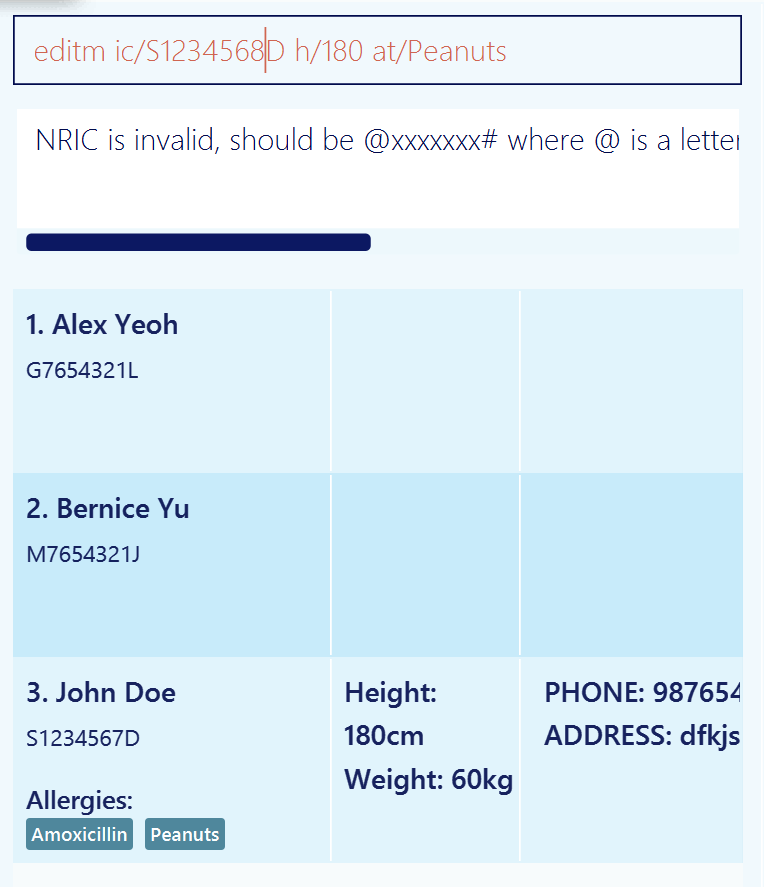 editm ic/S1234568D h/180 at/Peanuts
NRIC is invalid, should be @xxxxxxx# where @ is a letter
1. Alex Yeoh
G7654321L
2. Bernice Yu
M7654321J
3. John Doe
S1234567D
Allergies:
Amoxicillin Peanuts
Height:
180cm
Weight: 60kg
PHONE: 987654
ADDRESS: dfkjs